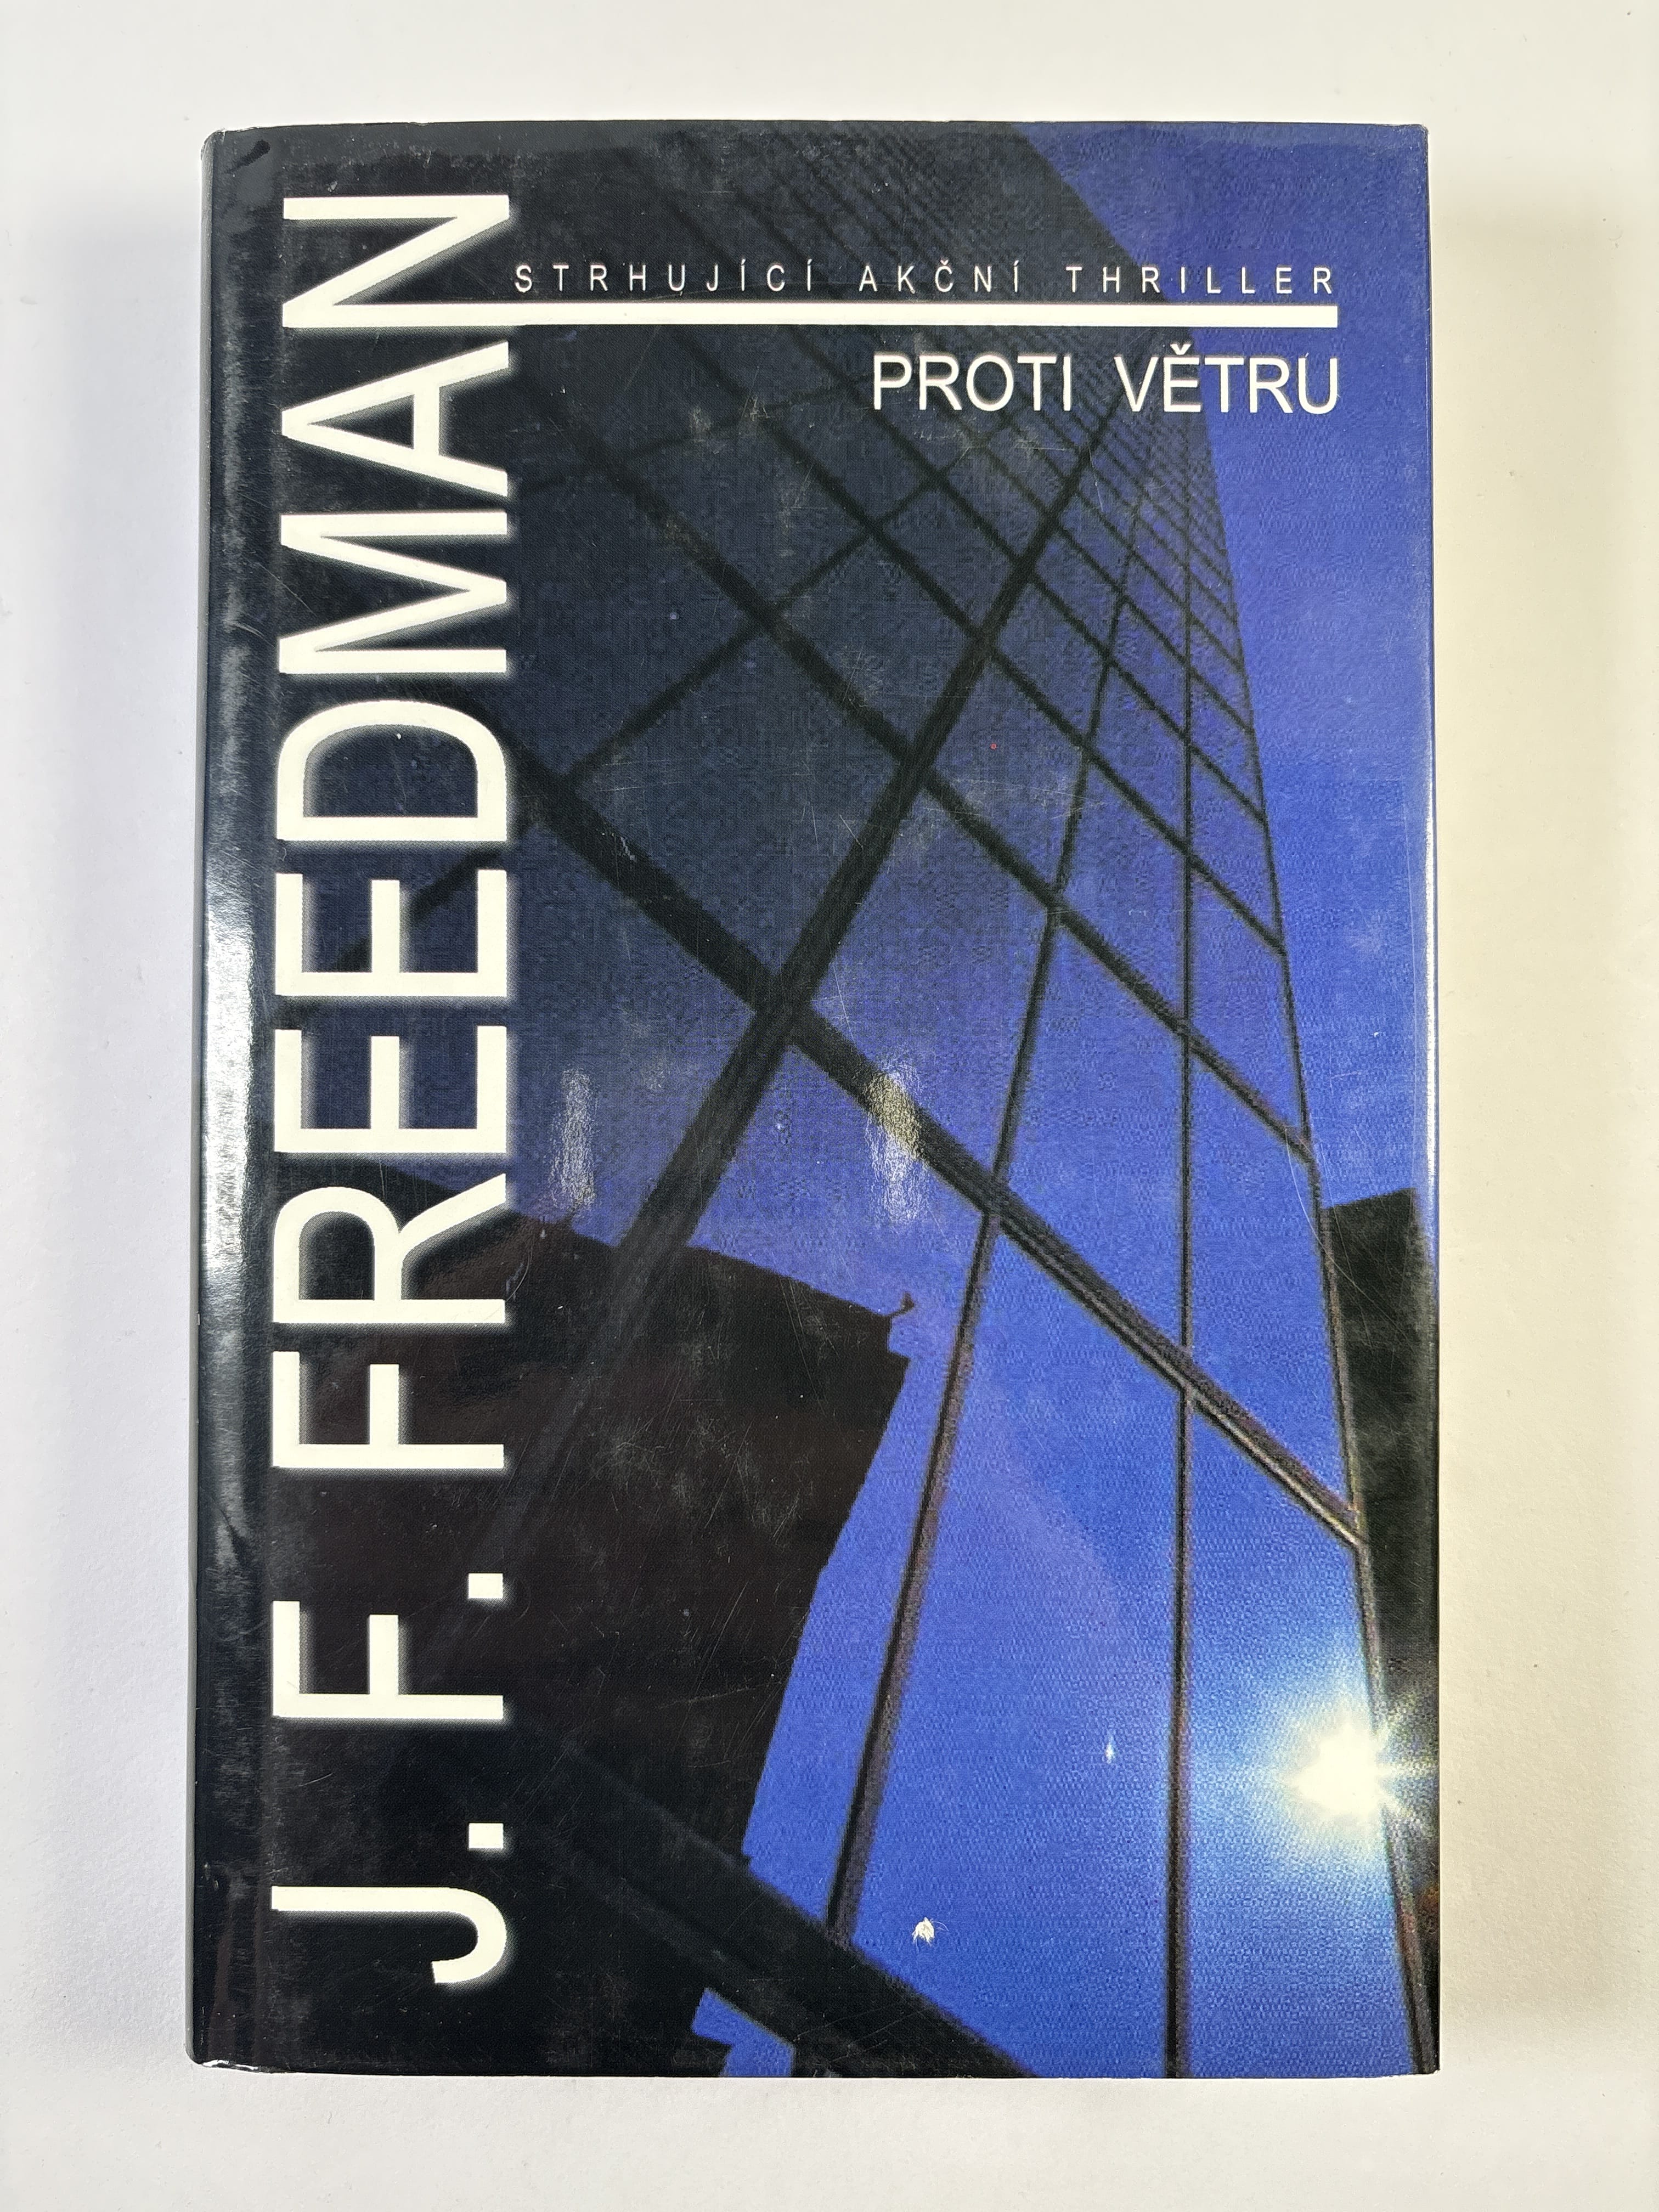 J. F. FREEDMAN
STRHUJÍCÍ AKČNÍ THRILLER
PROTI VĚTRU